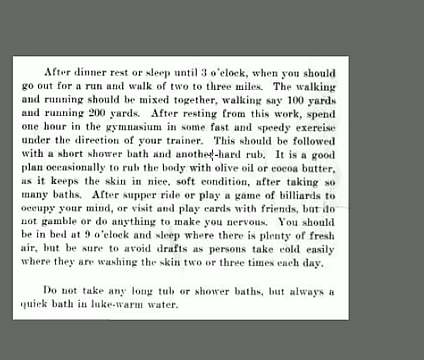 After dinner rest or sleep until 3 o'clock, when you should
go out for a run and walk of two to three miles. The walking
and running should be mixed together, walking say 100 yards
and running 200 yards. After resting from this work, spend
one hour in the gymnasium in some fast and speedy exercise
under the direction of your trainer. This should be followed
with a short shower bath and another hard rub. It is a good
plan occasionally to rub the body with olive oil or cocoa butter,
as it keeps the skin in nice, soft condition, after taking so
many baths. After supper ride or play a game of billiards to
occupy your mind, or visit and play cards with friends, but do
not gamble or do anything to make you nervous. You should
be in bed at 9 o'clock and sleep where there is plenty of fresh
air, but be sure to avoid drafts as persons take cold easily
where they are washing the skin two or three times each day.
Do not take any long tub or shower baths, but always a
quick bath in luke-warm water.